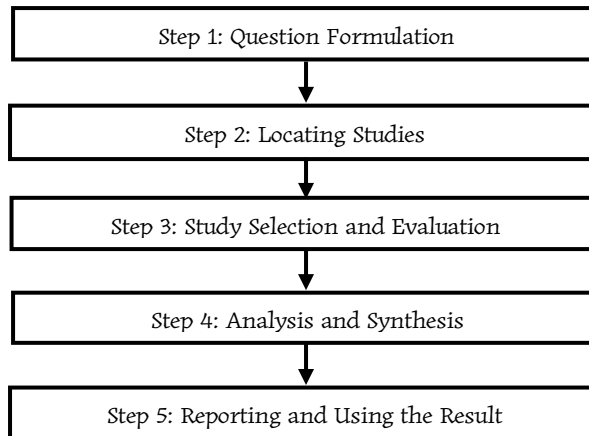 Step 1: Question Formulation
Step 2: Locating Studies
Step 3: Study Selection and Evaluation
Step 4: Analysis and Synthesis
Step 5: Reporting and Using the Result